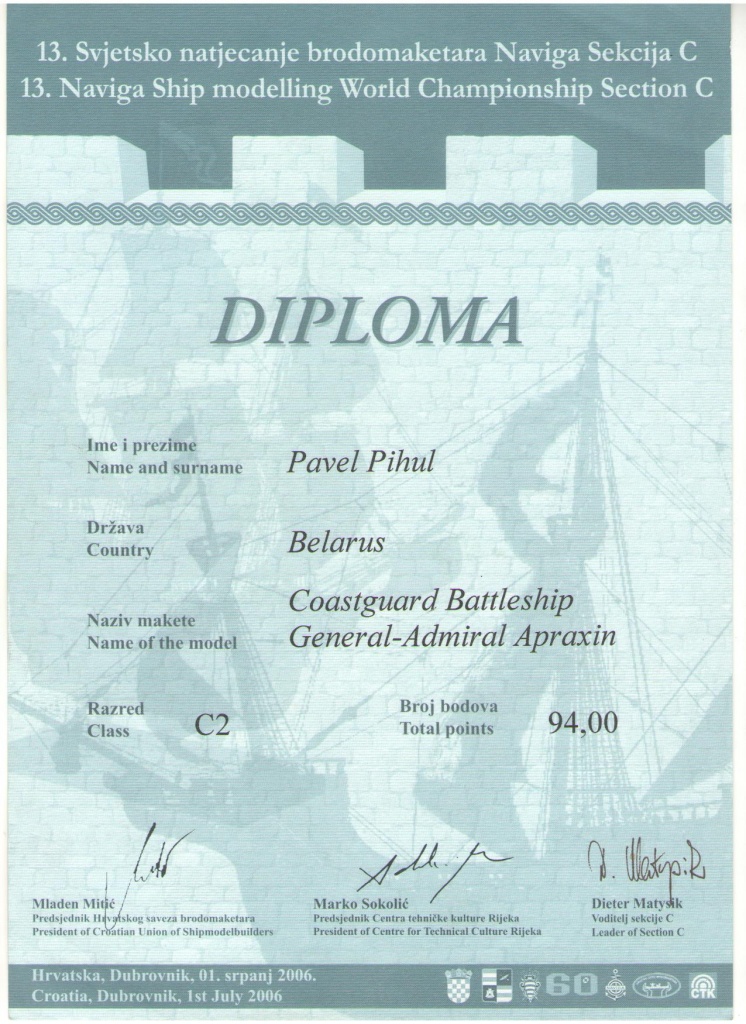 13. Svjetsko natjecanje brodomaketara Naviga Sekcija C
13. Naviga Ship modelling World Championship Section C
DIPLOMA
Ime i prezime
Name and surname Pavel Pihul
Država
Country Belarus
Coastguard Battleship
Naziv makete
Name of the model General-Admiral Apraxin
Razred
Class C2
Broj bodova
Total points 94,00
Mladen Mitić
Predsjednik Hrvatskog saveza brodomaketara
President of Croatian Union of Shipmodelbuilders
Marko Sokolić
Predsjednik Centra tehničke kulture Rijeka
President of Centre for Technical Culture Rijeka
D. Matysik
Dieter Matysik
Voditelj sekcije C
Leader of Section C
Hrvatska, Dubrovnik, 01. srpanj 2006.
Croatia, Dubrovnik, 1st July 2006
60
CTK